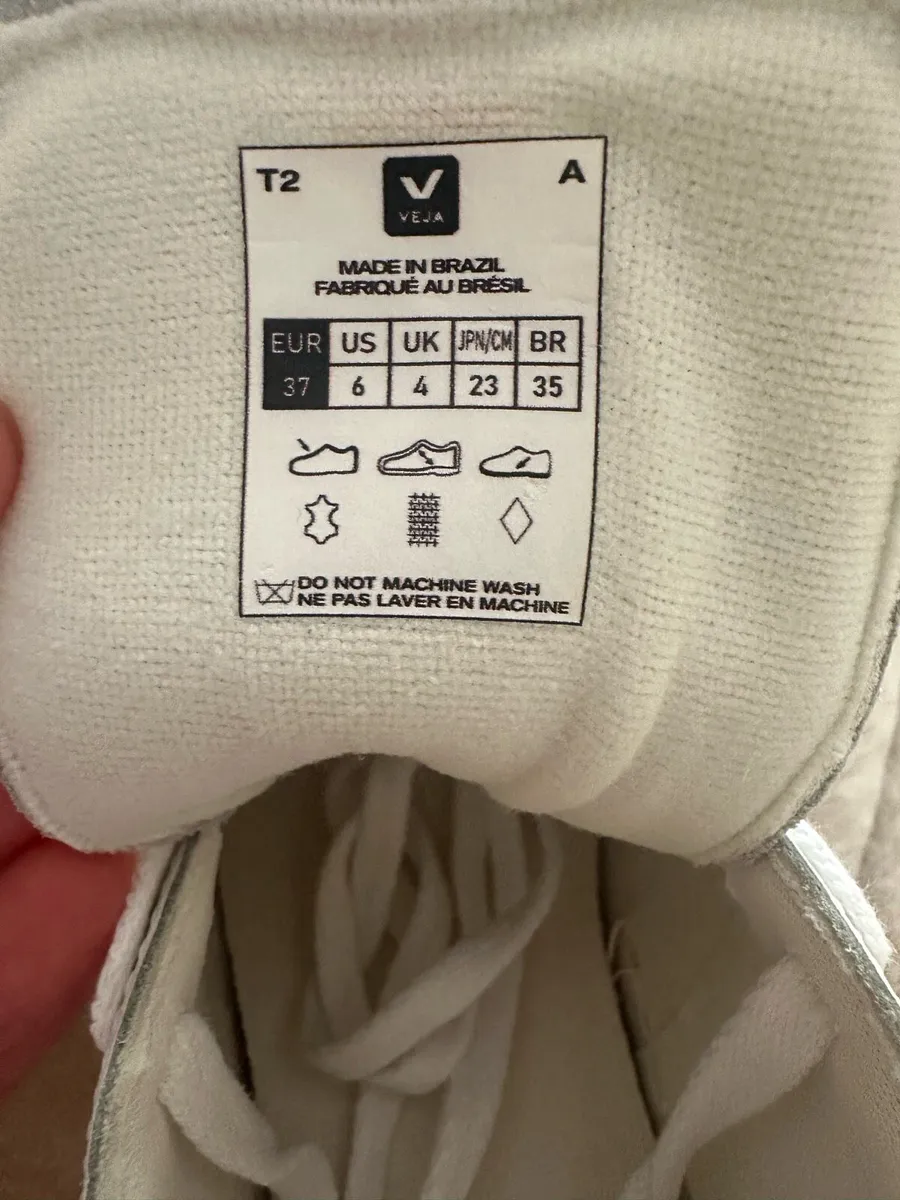 T2
A
V
VEJA
MADE IN BRAZIL
FABRIQUÉ AU BRÉSIL
EUR US UK JPN/CM BR
37 6 4 23 35
DO NOT MACHINE WASH
NE PAS LAVER EN MACHINE